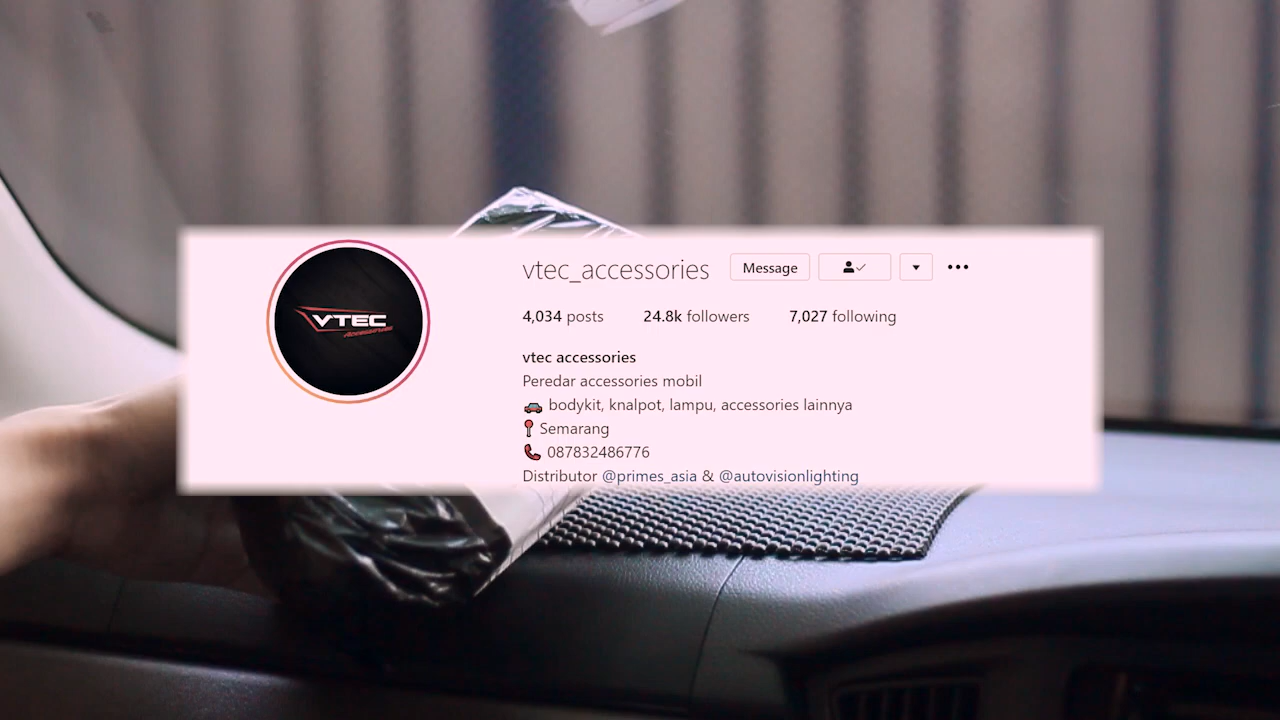 VTEC
ACCESSORIES
vtec_accessories Message
4,034 posts 24.8k followers 7,027 following
vtec accessories
Peredar accessories mobil
🚗 bodykit, knalpot, lampu, accessories lainnya
📍 Semarang
📞 087832486776
Distributor @primes_asia & @autovisionlighting